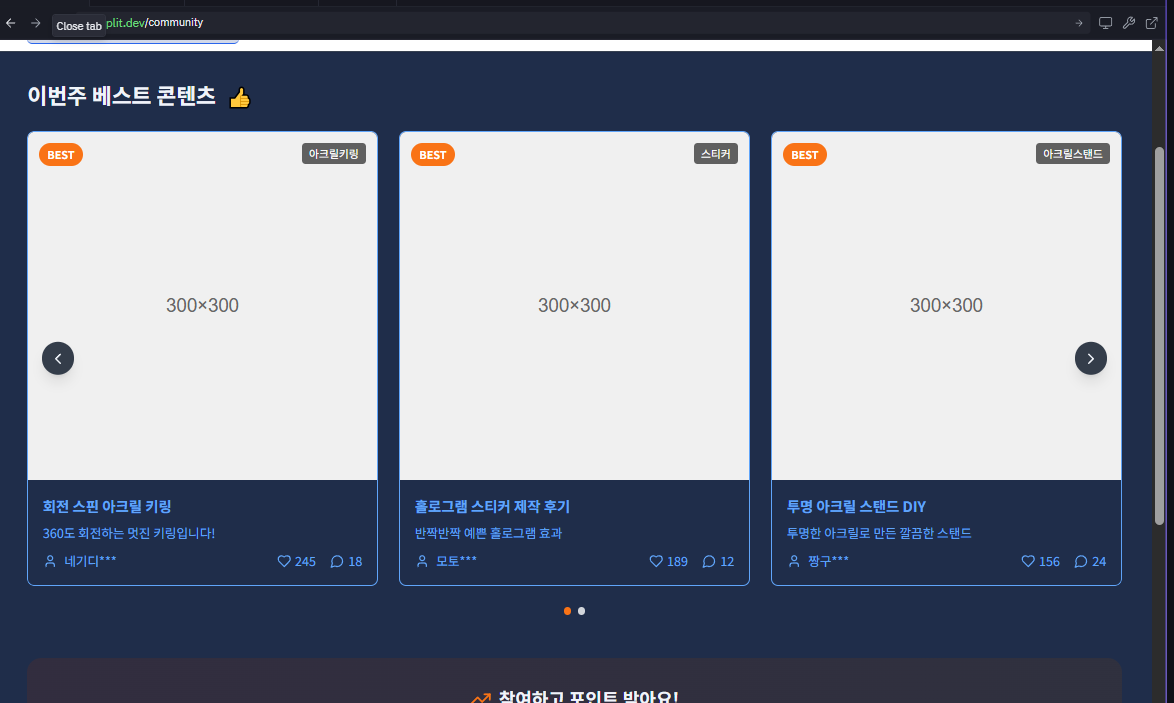 Close tab
plit.dev/community
이번주 베스트 콘텐츠 👍
BEST
아크릴키링
BEST
스티커
BEST
아크릴스탠드
300×300
300×300
300×300
회전 스핀 아크릴 키링
360도 회전하는 멋진 키링입니다!
네기디***
245
18
홀로그램 스티커 제작 후기
반짝반짝 예쁜 홀로그램 효과
모토***
189
12
투명 아크릴 스탠드 DIY
투명한 아크릴로 만든 깔끔한 스탠드
짱구***
156
24
참여하고 포인트 받아요!